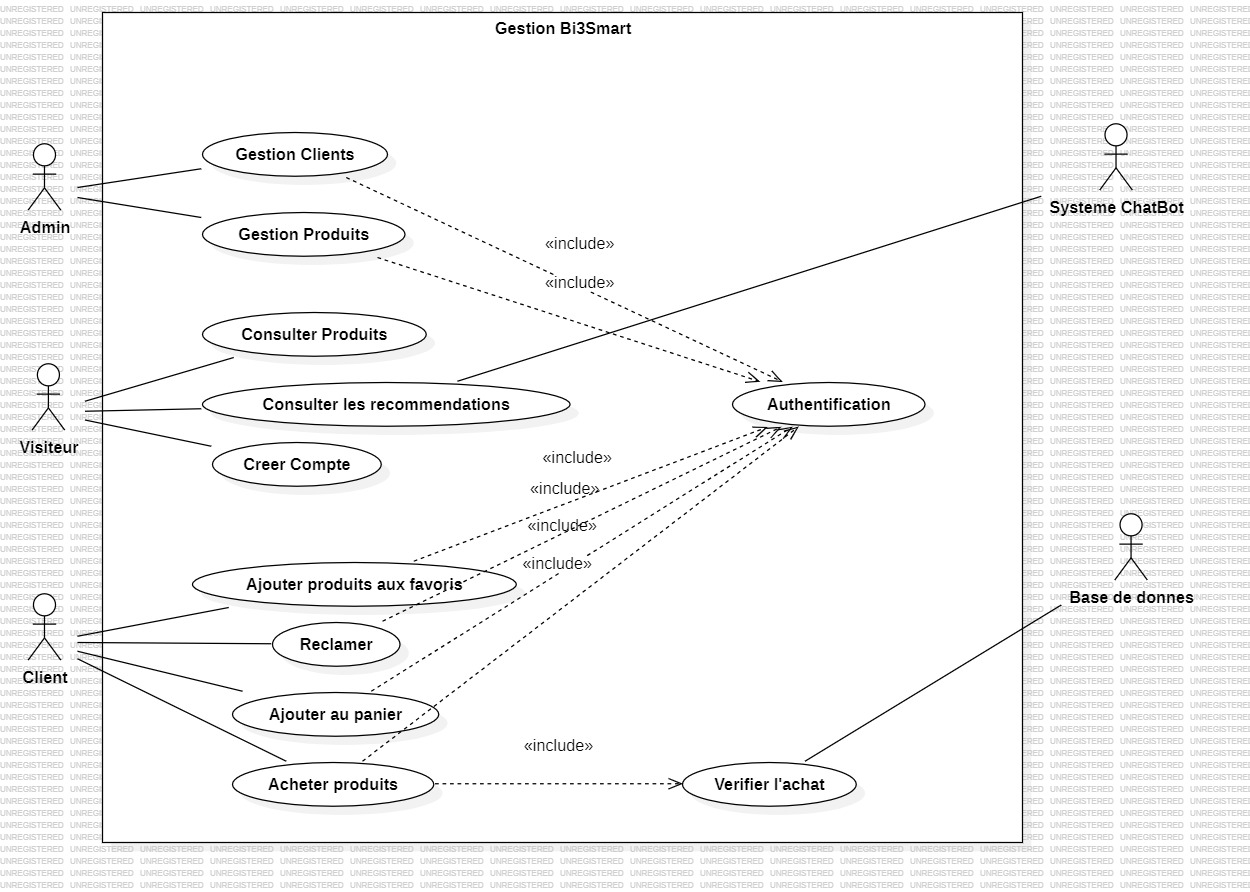 Gestion Bi3Smart
Gestion Clients
Admin
Systeme ChatBot
Gestion Produits
«include»
«include»
Consulter Produits
Consulter les recommendations
Authentification
Visiteur
Creer Compte
«include»
«include»
«include»
«include»
Ajouter produits aux favoris
Base de donnes
Reclamer
Client
Ajouter au panier
«include»
Acheter produits
Verifier l'achat
UNREGISTERED